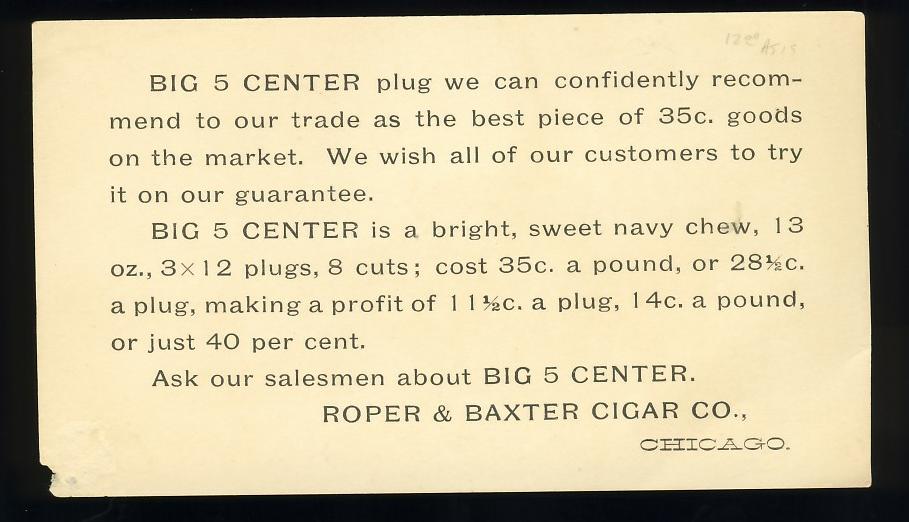 BIG 5 CENTER plug we can confidently recom-
mend to our trade as the best piece of 35c. goods
on the market. We wish all of our customers to try
it on our guarantee.
BIG 5 CENTER is a bright, sweet navy chew, 13
oz., 3×12 plugs, 8 cuts; cost 35c. a pound, or 28½c.
a plug, making a profit of 11½c. a plug, 14c. a pound,
or just 40 per cent.
Ask our salesmen about BIG 5 CENTER.
ROPER & BAXTER CIGAR CO.,
CHICAGO.